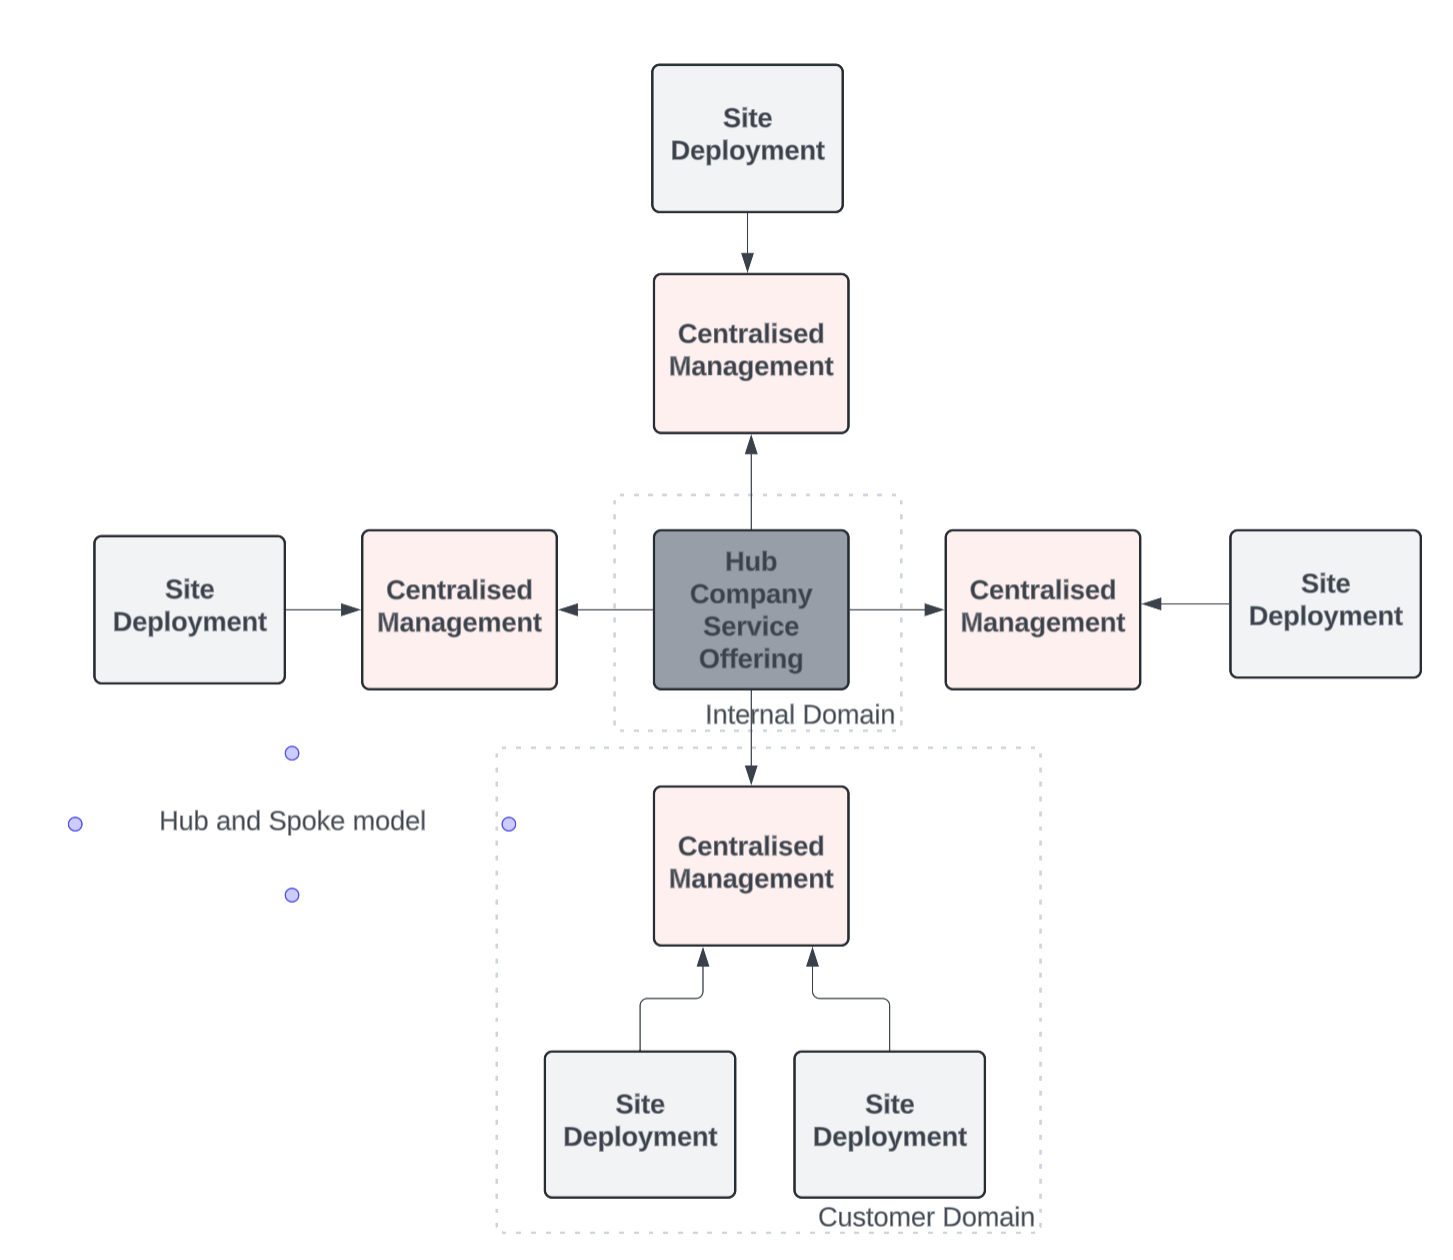 Site
Deployment
Centralised
Management
Site
Deployment
Centralised
Management
Hub
Company
Service
Offering
Centralised
Management
Site
Deployment
Internal Domain
Hub and Spoke model
Centralised
Management
Site
Deployment
Site
Deployment
Customer Domain